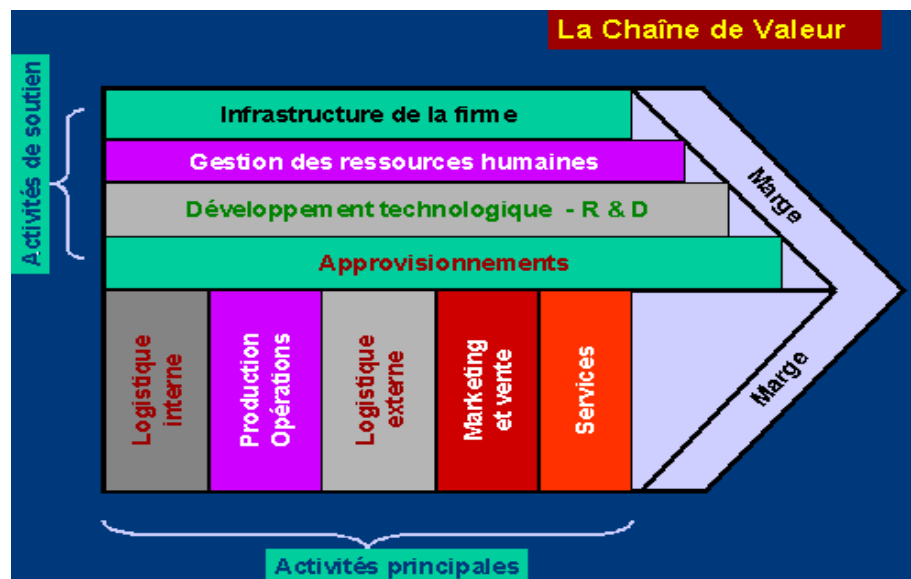 La Chaîne de Valeur
Activités de soutien
Infrastructure de la firme
Gestion des ressources humaines
Développement technologique - R & D
Approvisionnements
Marge
Logistique
interne
Production
Opérations
Logistique
externe
Marketing
et vente
Services
Marge
Activités principales